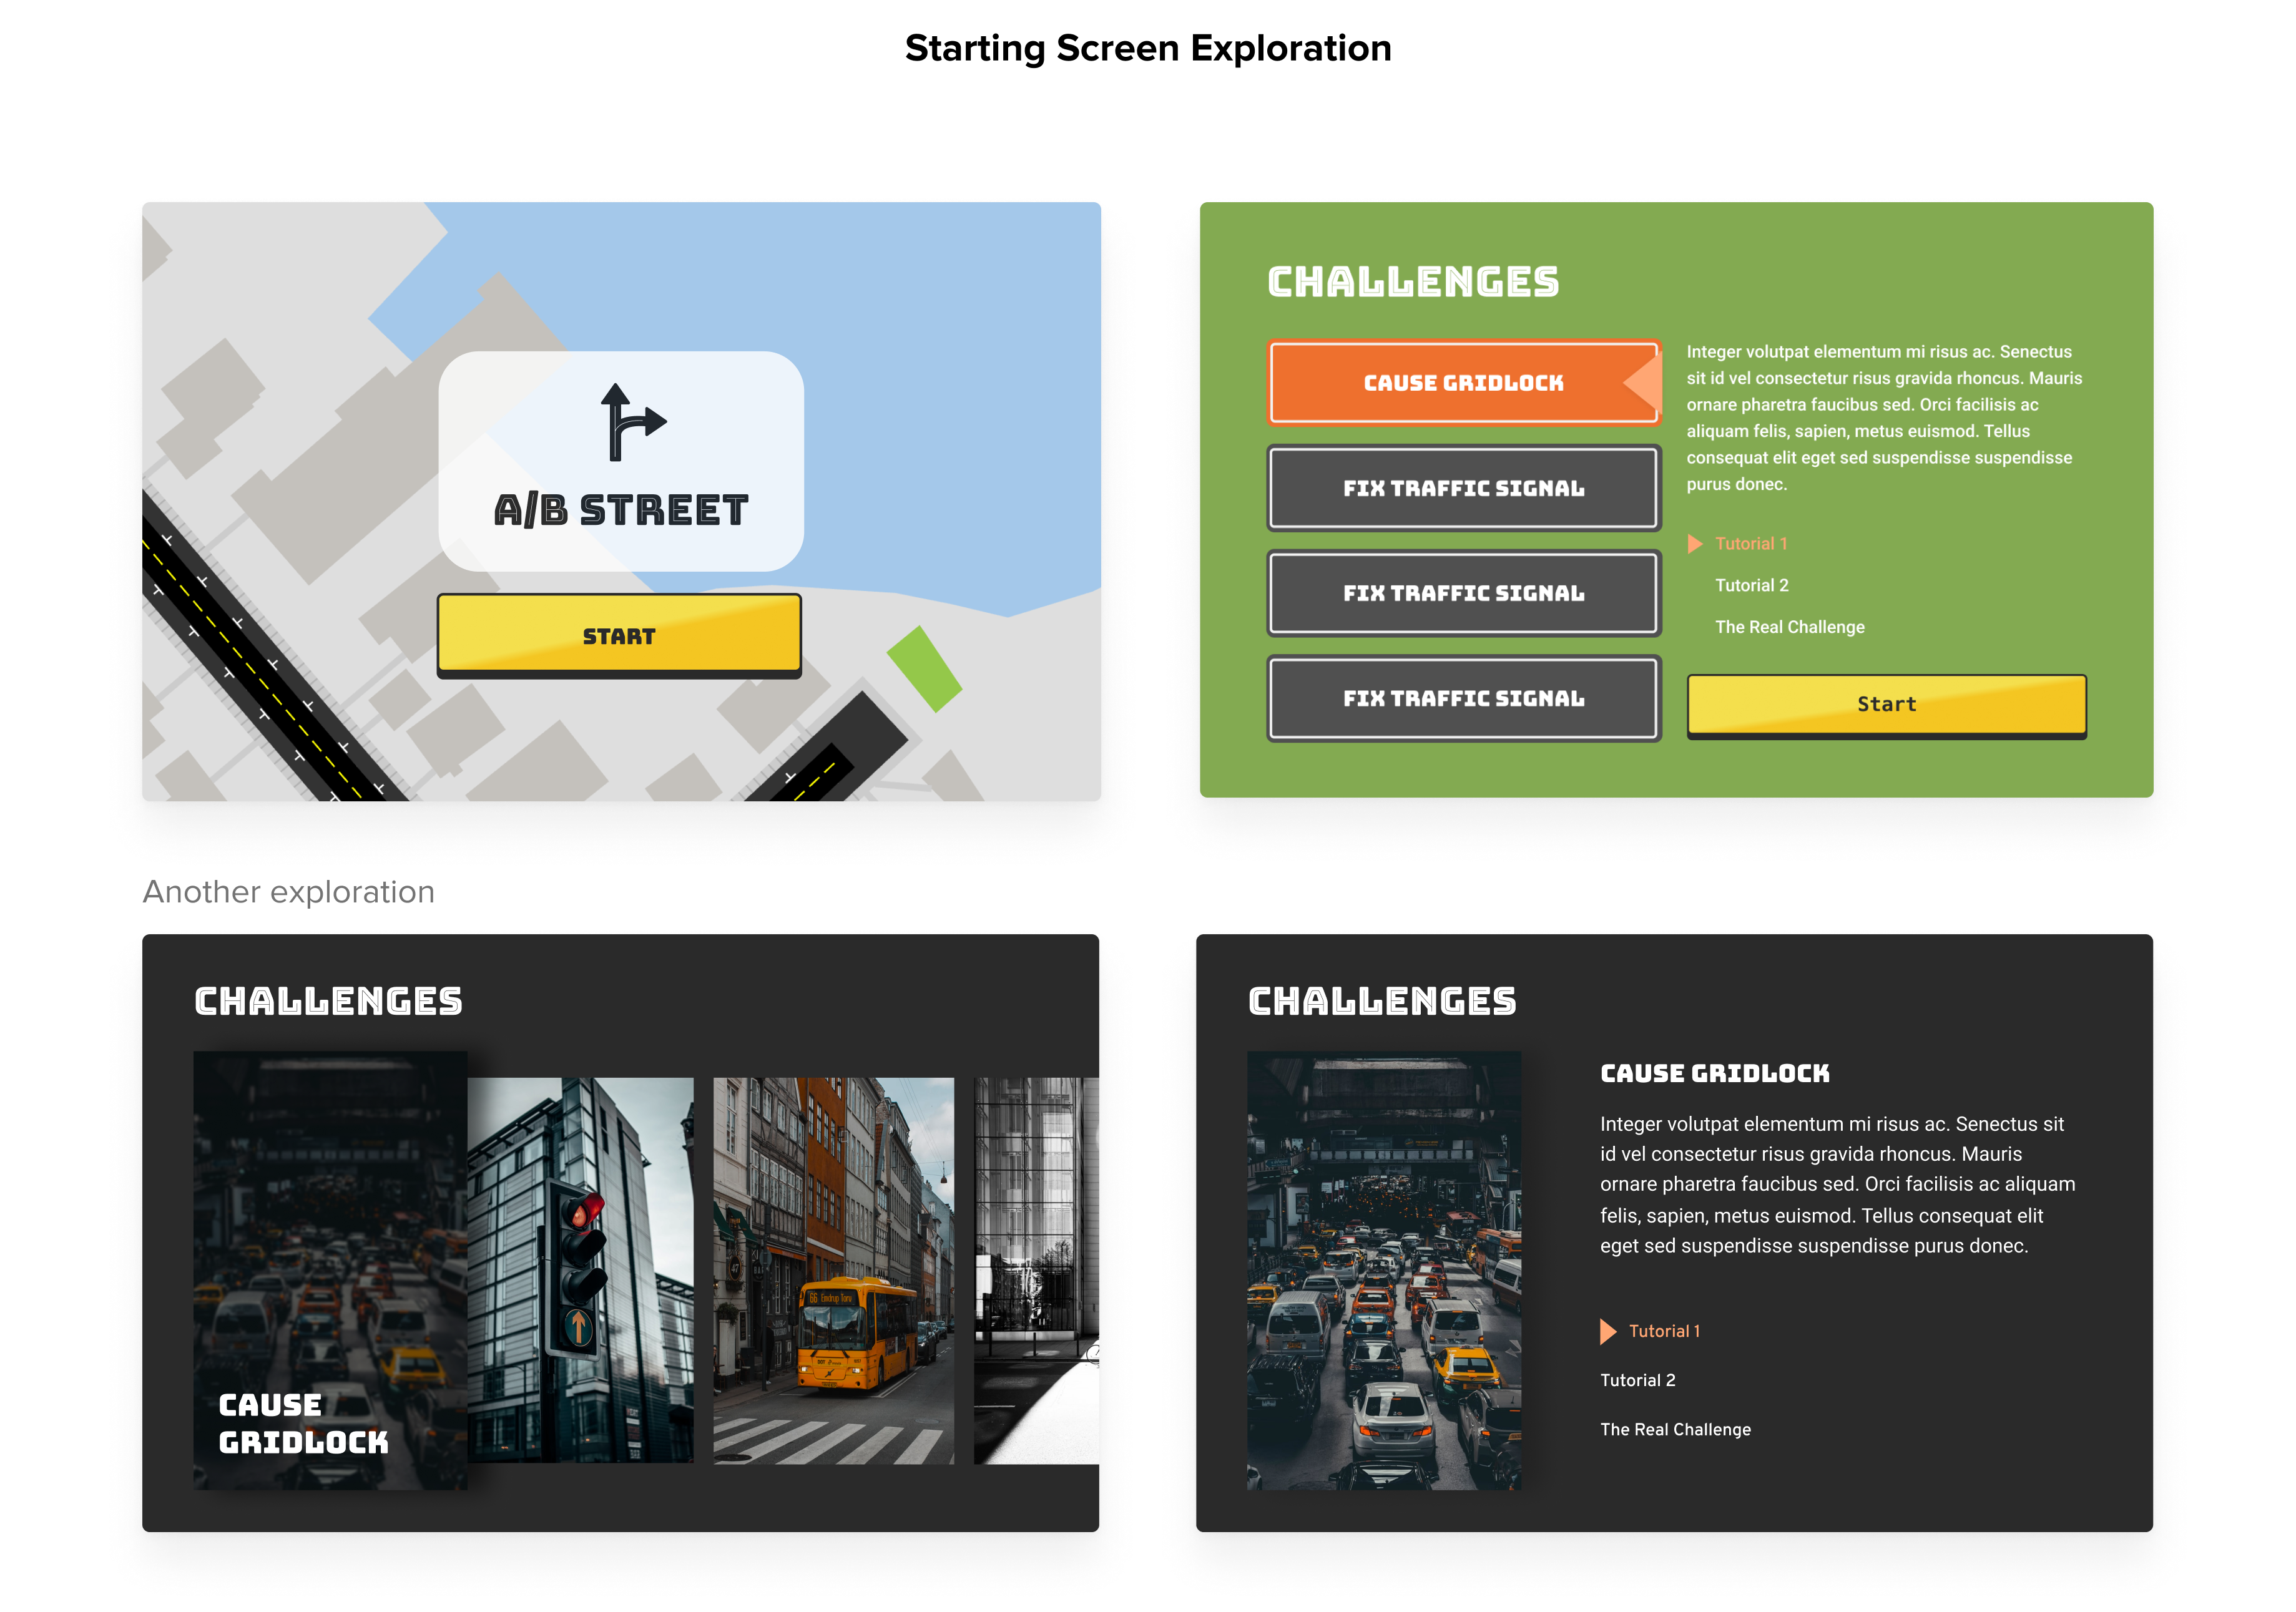 Starting Screen Exploration
A/B STREET
START
CHALLENGES
CAUSE GRIDLOCK
FIX TRAFFIC SIGNAL
FIX TRAFFIC SIGNAL
FIX TRAFFIC SIGNAL
Integer volutpat elementum mi risus ac. Senectus
sit id vel consectetur risus gravida rhoncus. Mauris
ornare pharetra faucibus sed. Orci facilisis ac
aliquam felis, sapien, metus euismod. Tellus
consequat elit eget sed suspendisse suspendisse
purus donec.
Tutorial 1
Tutorial 2
The Real Challenge
Start
Another exploration
CHALLENGES
CAUSE
GRIDLOCK
47
66 Emdrup Torv
CHALLENGES
CAUSE GRIDLOCK
Integer volutpat elementum mi risus ac. Senectus sit
id vel consectetur risus gravida rhoncus. Mauris
ornare pharetra faucibus sed. Orci facilisis ac aliquam
felis, sapien, metus euismod. Tellus consequat elit
eget sed suspendisse suspendisse purus donec.
Tutorial 1
Tutorial 2
The Real Challenge